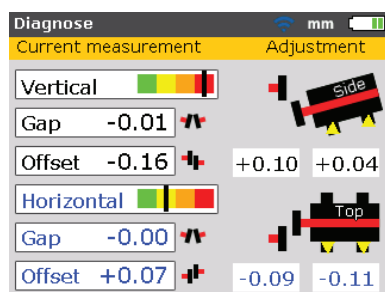 Diagnose mm
Current measurement Adjustment
Vertical Side
Gap -0.01
Offset -0.16 +0.10 +0.04
Horizontal Top
Gap -0.00
Offset +0.07 -0.09 -0.11